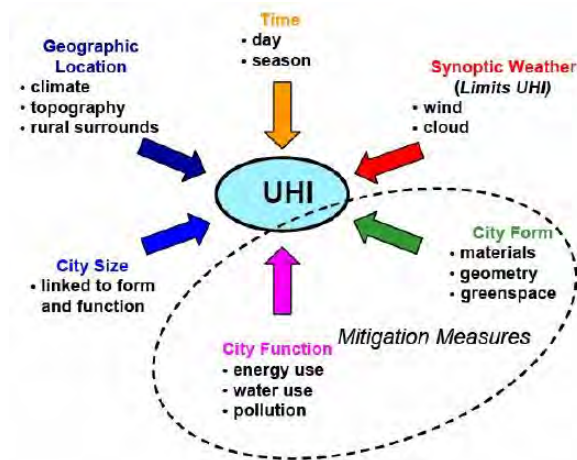 Time
• day
• season
Geographic
Location
• climate
• topography
• rural surrounds
Synoptic Weather
(Limits UHI)
• wind
• cloud
UHI
City Size
• linked to form
and function
City Form
• materials
• geometry
• greenspace
Mitigation Measures
City Function
• energy use
• water use
• pollution